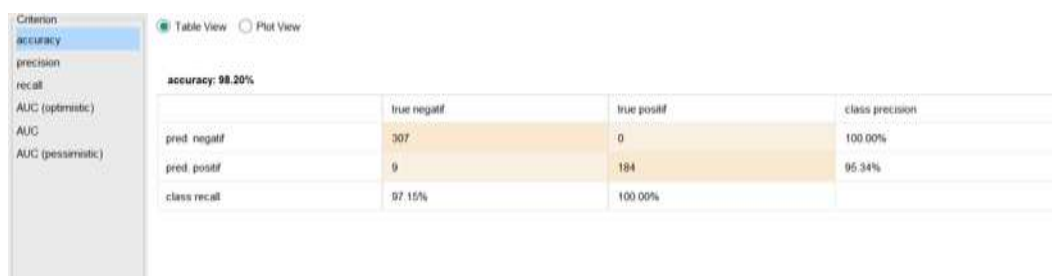 Criterion
accuracy
precision
recall
AUC (optimistic)
AUC
AUC (pessimistic)
Table View Plot View
accuracy: 98.20%
true negatif true positif class precision
pred. negatif 307 0 100.00%
pred. positif 9 184 95.34%
class recall 97.15% 100.00%